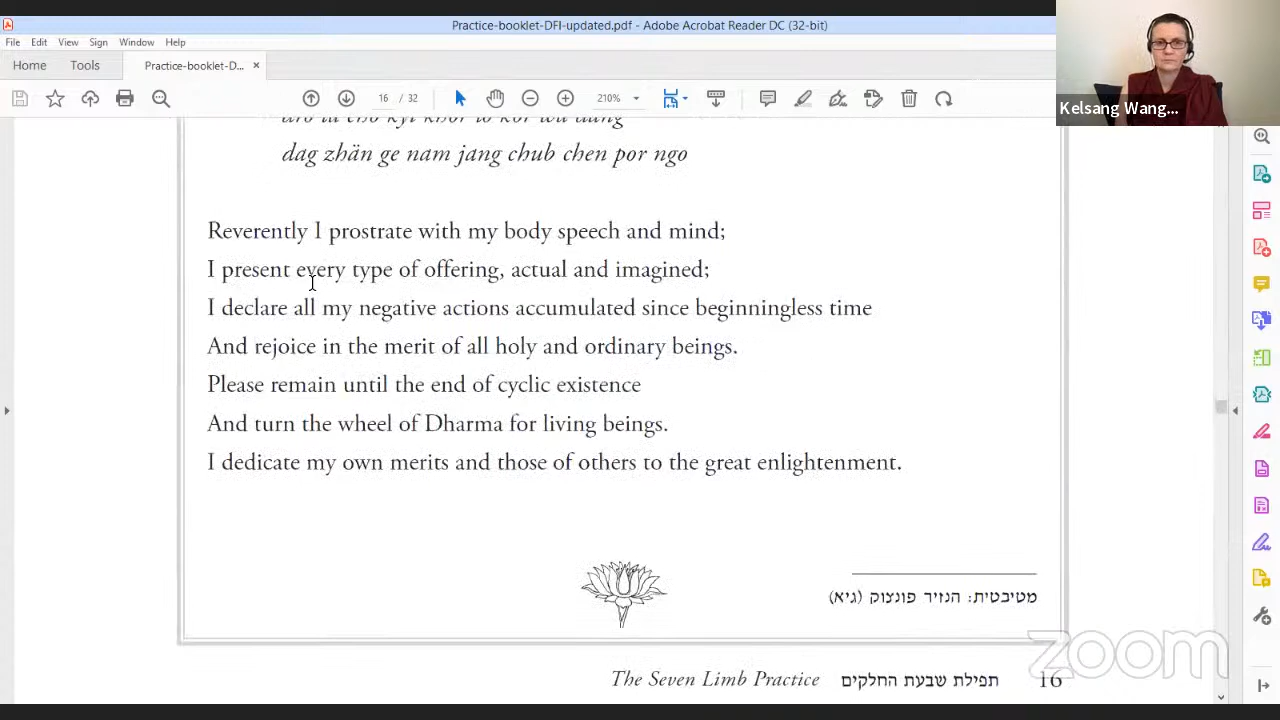 Practice-booklet-DFI-updated.pdf - Adobe Acrobat Reader DC (32-bit)
File Edit View Sign Window Help
Home Tools Practice-booklet-D... ×
16 / 32 210%
Kelsang Wang...
dag zhän ge nam jang chub chen por ngo
Reverently I prostrate with my body speech and mind;
I present every type of offering, actual and imagined;
I declare all my negative actions accumulated since beginningless time
And rejoice in the merit of all holy and ordinary beings.
Please remain until the end of cyclic existence
And turn the wheel of Dharma for living beings.
I dedicate my own merits and those of others to the great enlightenment.
מטיבטית: הנזיר פונצוק (גיא)
zoom
The Seven Limb Practice תפילת שבעת החלקים 16